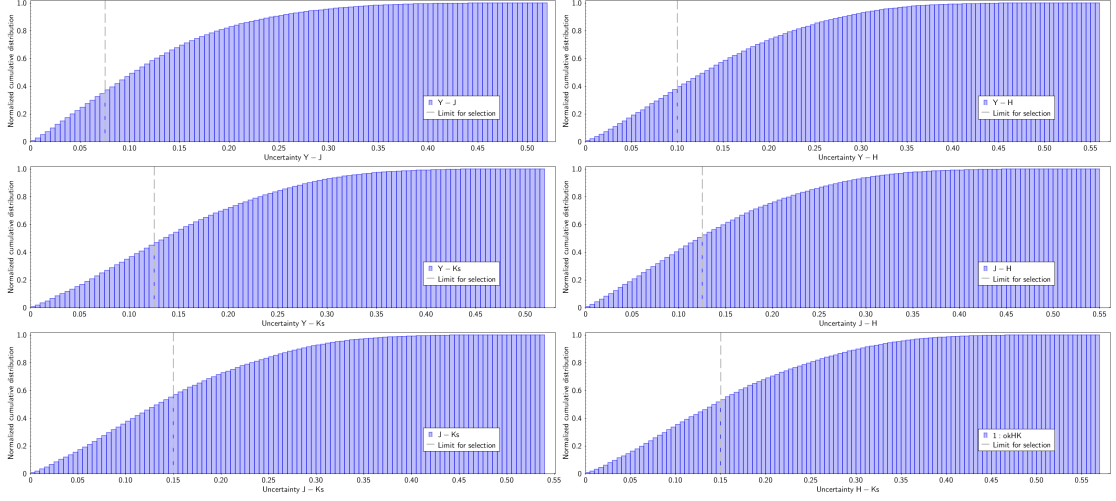 Normalized cumulative distribution
1.0
0.8
0.6
0.4
0.2
0
0 0.05 0.10 0.15 0.20 0.25 0.30 0.35 0.40 0.45 0.50
Uncertainty Y − J
Y − J
Limit for selection
Normalized cumulative distribution
1.0
0.8
0.6
0.4
0.2
0
0 0.05 0.10 0.15 0.20 0.25 0.30 0.35 0.40 0.45 0.50 0.55
Uncertainty Y − H
Y − H
Limit for selection
Normalized cumulative distribution
1.0
0.8
0.6
0.4
0.2
0
0 0.05 0.10 0.15 0.20 0.25 0.30 0.35 0.40 0.45 0.50
Uncertainty Y − Ks
Y − Ks
Limit for selection
Normalized cumulative distribution
1.0
0.8
0.6
0.4
0.2
0
0 0.05 0.10 0.15 0.20 0.25 0.30 0.35 0.40 0.45 0.50 0.55
Uncertainty J − H
J − H
Limit for selection
Normalized cumulative distribution
1.0
0.8
0.6
0.4
0.2
0
0 0.05 0.10 0.15 0.20 0.25 0.30 0.35 0.40 0.45 0.50
Uncertainty J − Ks
J − Ks
Limit for selection
Normalized cumulative distribution
1.0
0.8
0.6
0.4
0.2
0
0 0.05 0.10 0.15 0.20 0.25 0.30 0.35 0.40 0.45 0.50 0.55
Uncertainty H − Ks
1 : okHK
Limit for selection